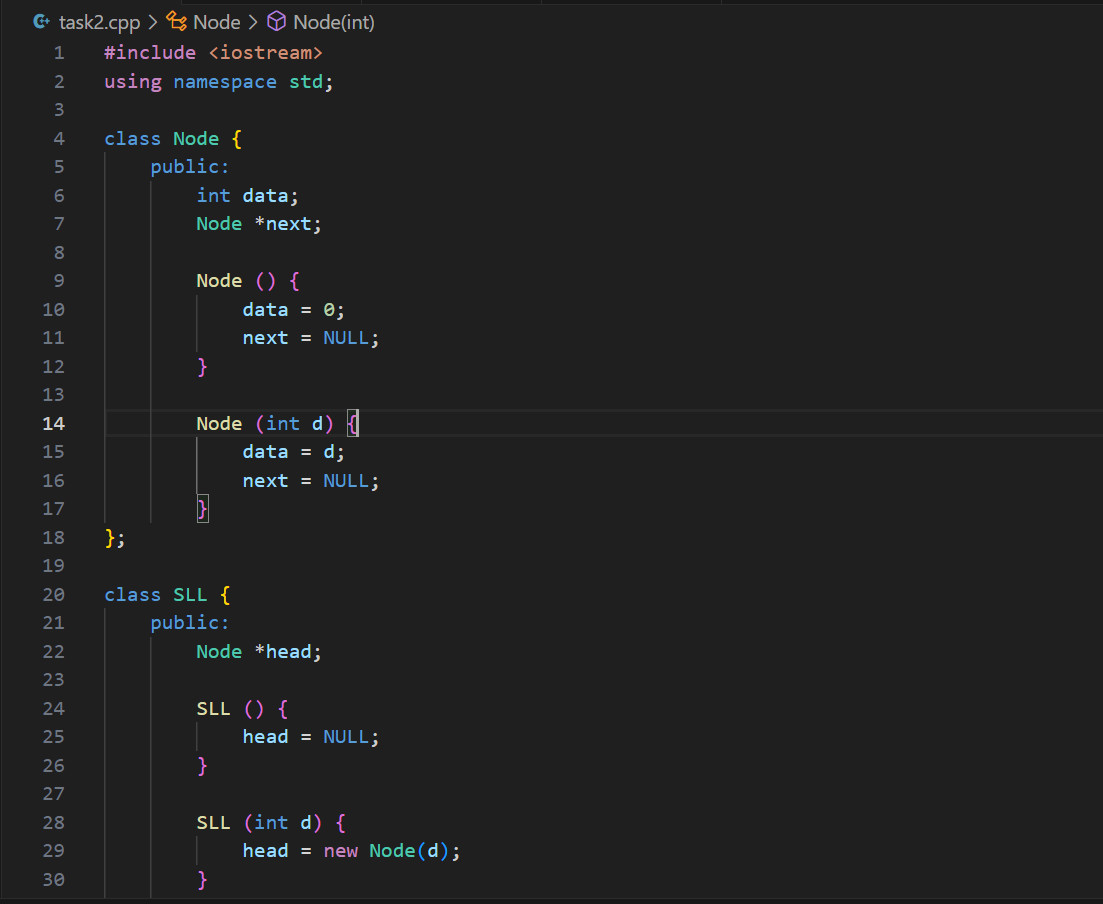 task2.cpp > Node > Node(int)
1 #include <iostream>
2 using namespace std;
3
4 class Node {
5     public:
6         int data;
7         Node *next;
8
9         Node () {
10             data = 0;
11             next = NULL;
12         }
13
14         Node (int d) {
15             data = d;
16             next = NULL;
17         }
18 };
19
20 class SLL {
21     public:
22         Node *head;
23
24         SLL () {
25             head = NULL;
26         }
27
28         SLL (int d) {
29             head = new Node(d);
30         }